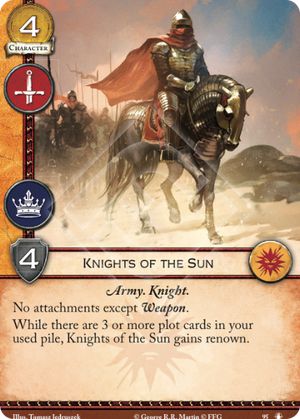 4
CHARACTER
4
KNIGHTS OF THE SUN
Army. Knight.
No attachments except Weapon.
While there are 3 or more plot cards in your
used pile, Knights of the Sun gains renown.
Illus. Tomasz Jedruszek © George R.R. Martin © FFG 95